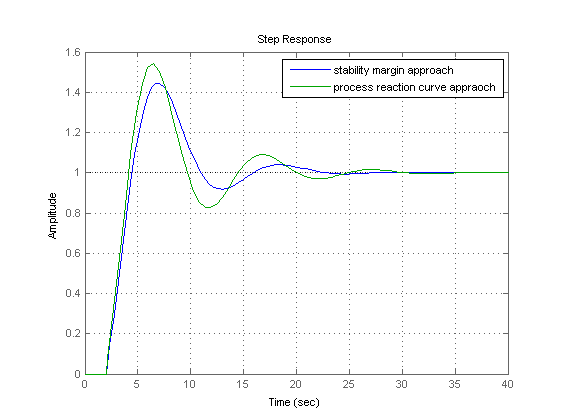 Step Response
stability margin approach
process reaction curve appraoch
Amplitude
1.6
1.4
1.2
1
0.8
0.6
0.4
0.2
0
0 5 10 15 20 25 30 35 40
Time (sec)